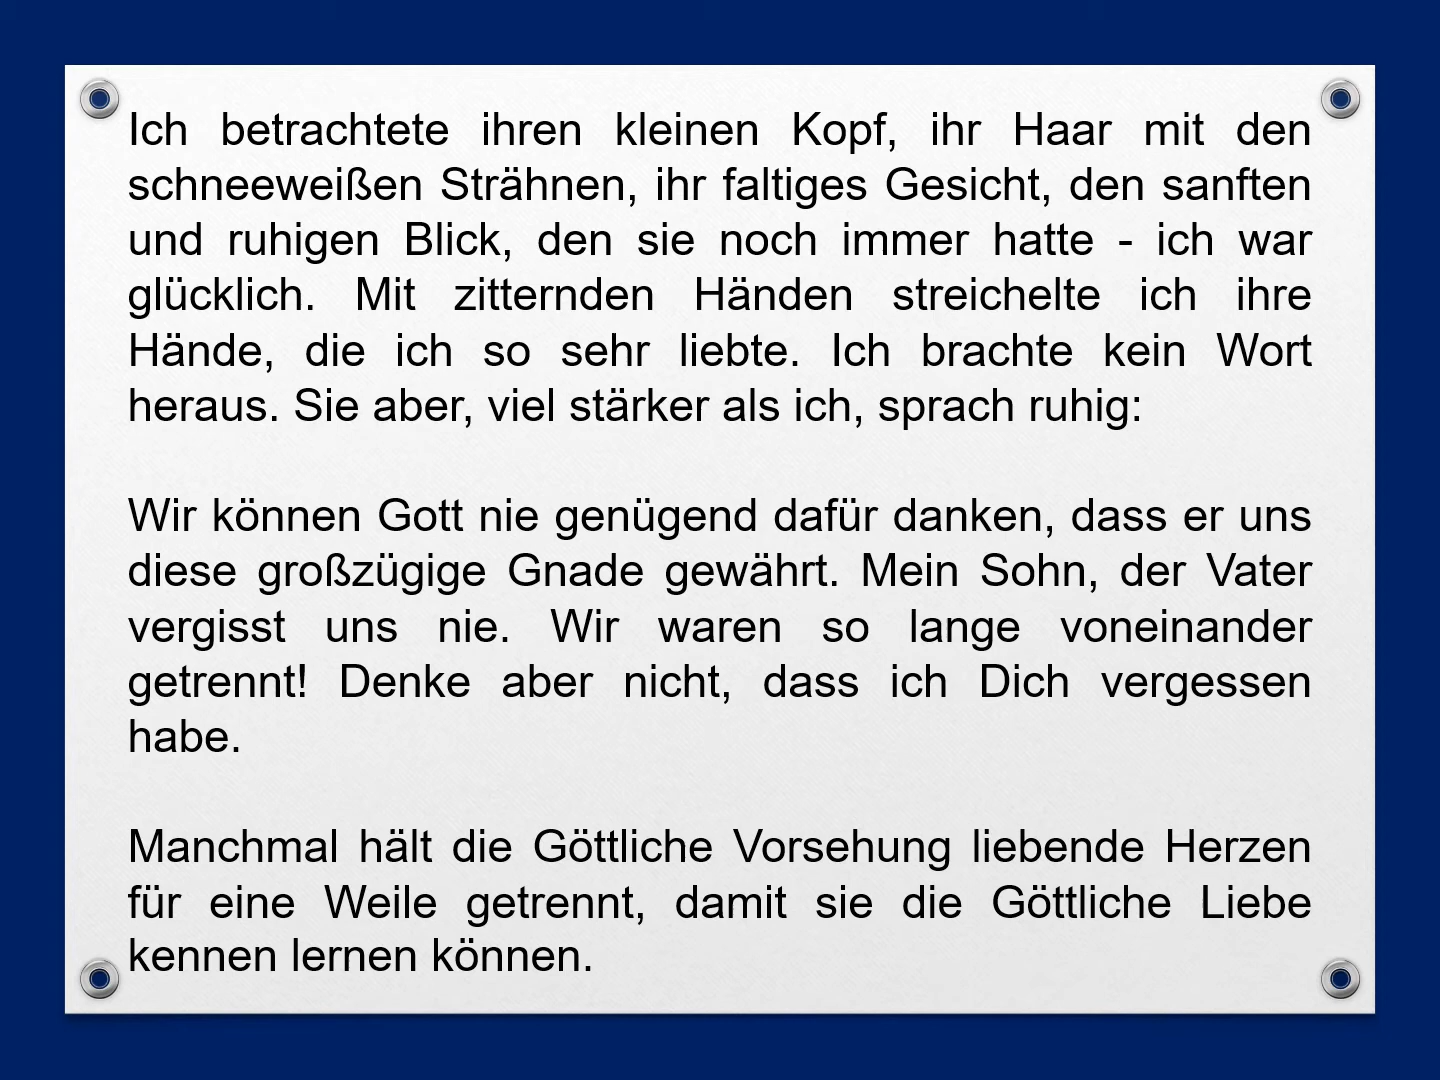 Ich betrachtete ihren kleinen Kopf, ihr Haar mit den
schneeweißen Strähnen, ihr faltiges Gesicht, den sanften
und ruhigen Blick, den sie noch immer hatte - ich war
glücklich. Mit zitternden Händen streichelte ich ihre
Hände, die ich so sehr liebte. Ich brachte kein Wort
heraus. Sie aber, viel stärker als ich, sprach ruhig:
Wir können Gott nie genügend dafür danken, dass er uns
diese großzügige Gnade gewährt. Mein Sohn, der Vater
vergisst uns nie. Wir waren so lange voneinander
getrennt! Denke aber nicht, dass ich Dich vergessen
habe.
Manchmal hält die Göttliche Vorsehung liebende Herzen
für eine Weile getrennt, damit sie die Göttliche Liebe
kennen lernen können.